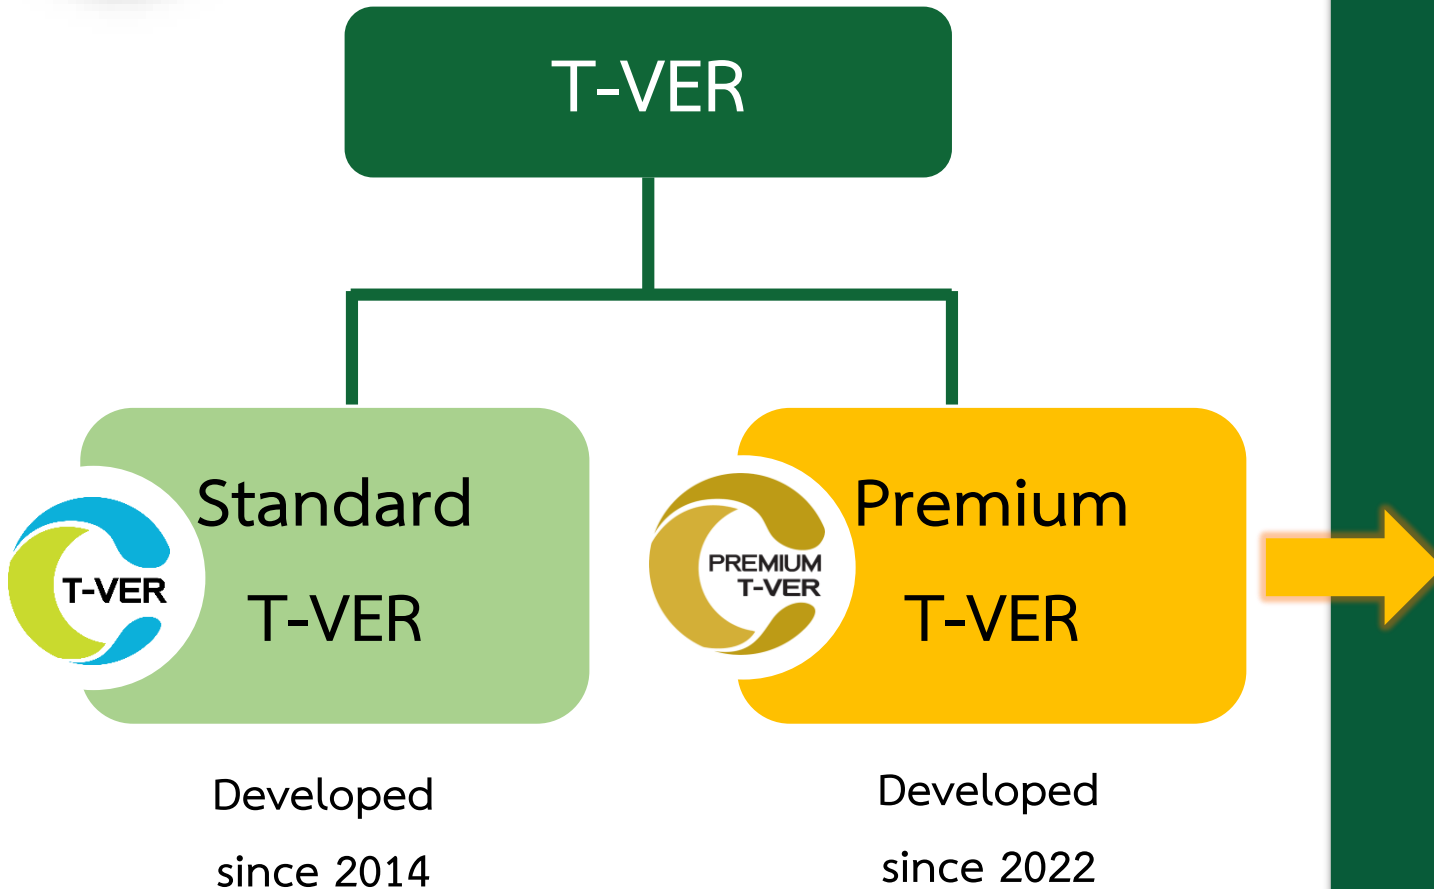 T-VER
Standard
T-VER
T-VER
Developed
since 2014
Premium
T-VER
PREMIUM
T-VER
Developed
since 2022